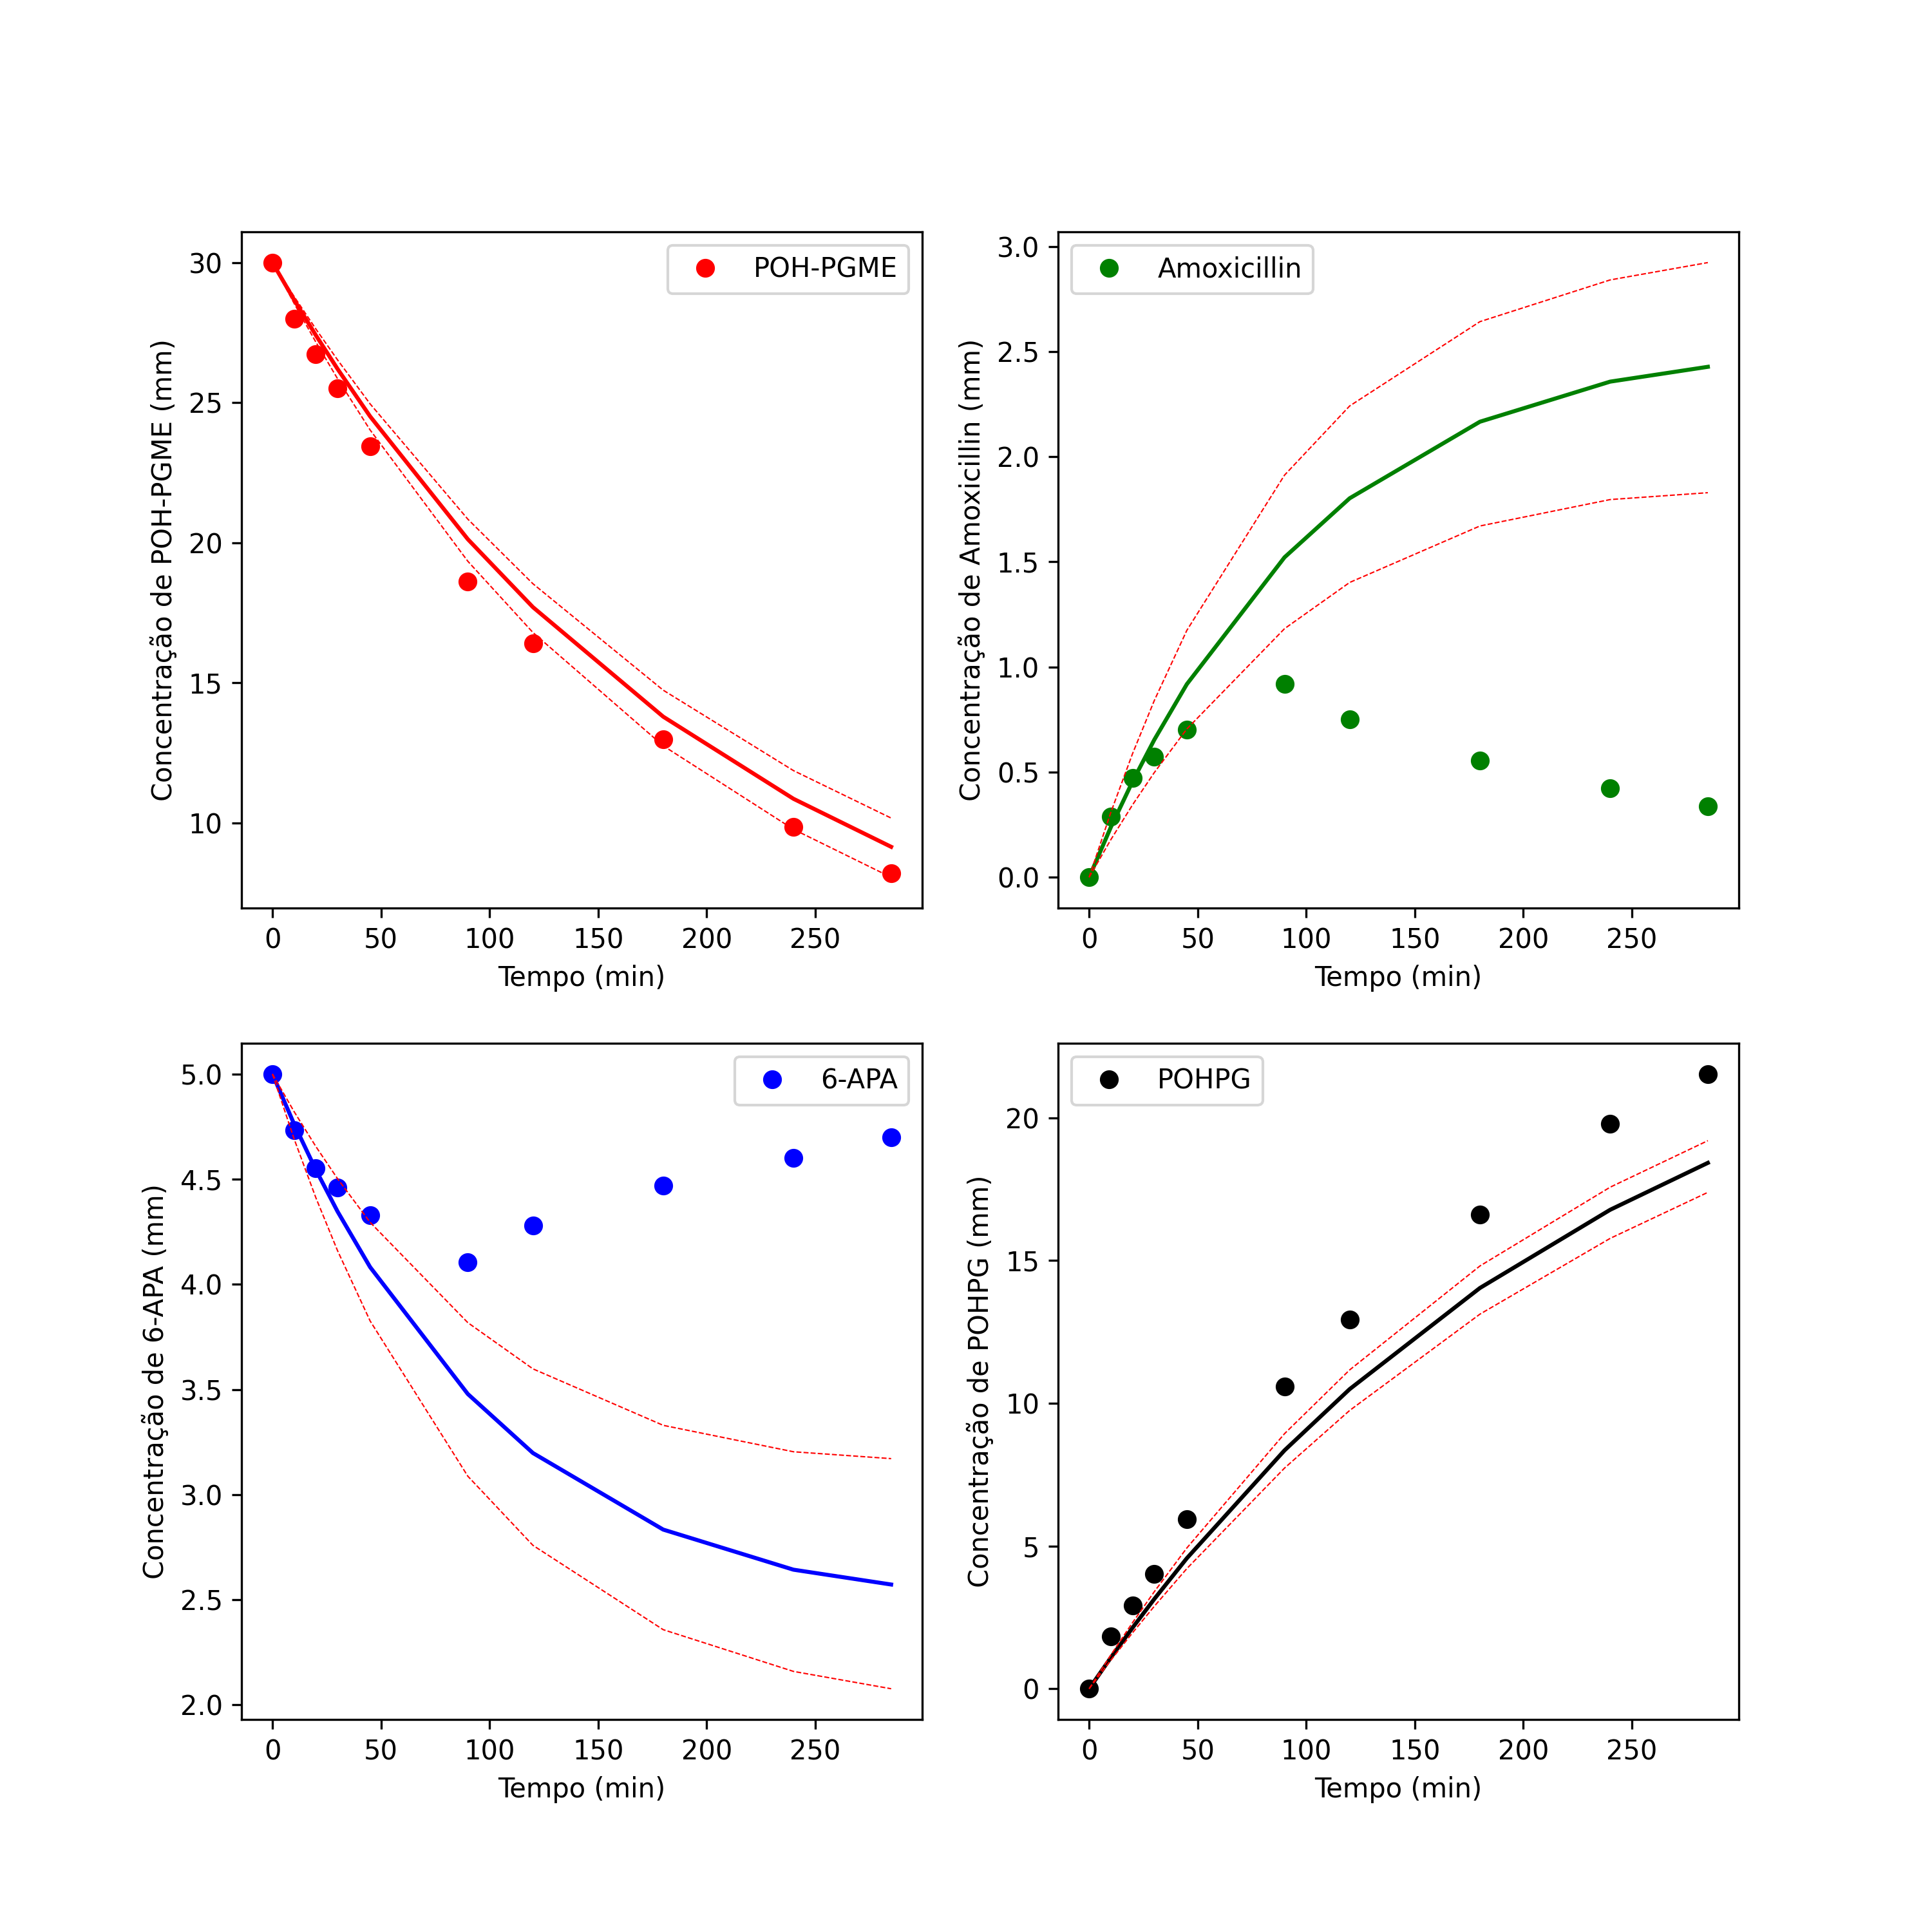 POH-PGME
30
25
20
15
10
Concentração de POH-PGME (mm)
0 50 100 150 200 250
Tempo (min)
Amoxicillin
3.0
2.5
2.0
1.5
1.0
0.5
0.0
Concentração de Amoxicillin (mm)
0 50 100 150 200 250
Tempo (min)
6-APA
5.0
4.5
4.0
3.5
3.0
2.5
2.0
Concentração de 6-APA (mm)
0 50 100 150 200 250
Tempo (min)
POHPG
20
15
10
5
0
Concentração de POHPG (mm)
0 50 100 150 200 250
Tempo (min)